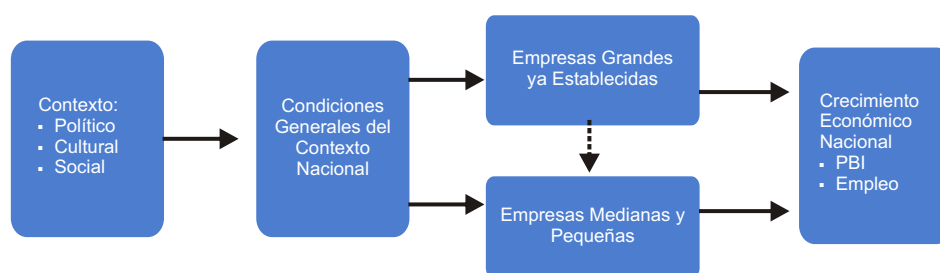 Contexto:
▪ Político
▪ Cultural
▪ Social
Condiciones
Generales del
Contexto
Nacional
Empresas Grandes
ya Establecidas
Empresas Medianas y
Pequeñas
Crecimiento
Económico
Nacional
▪ PBI
▪ Empleo